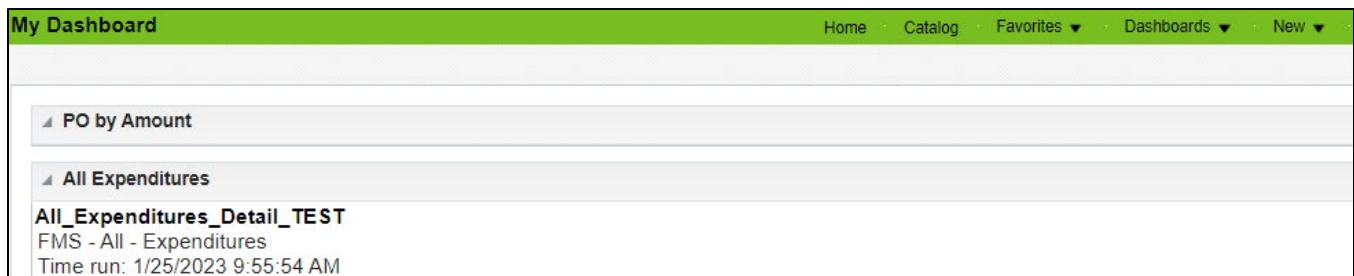 My Dashboard Home Catalog Favorites Dashboards New
PO by Amount
All Expenditures
All_Expenditures_Detail_TEST
FMS - All - Expenditures
Time run: 1/25/2023 9:55:54 AM